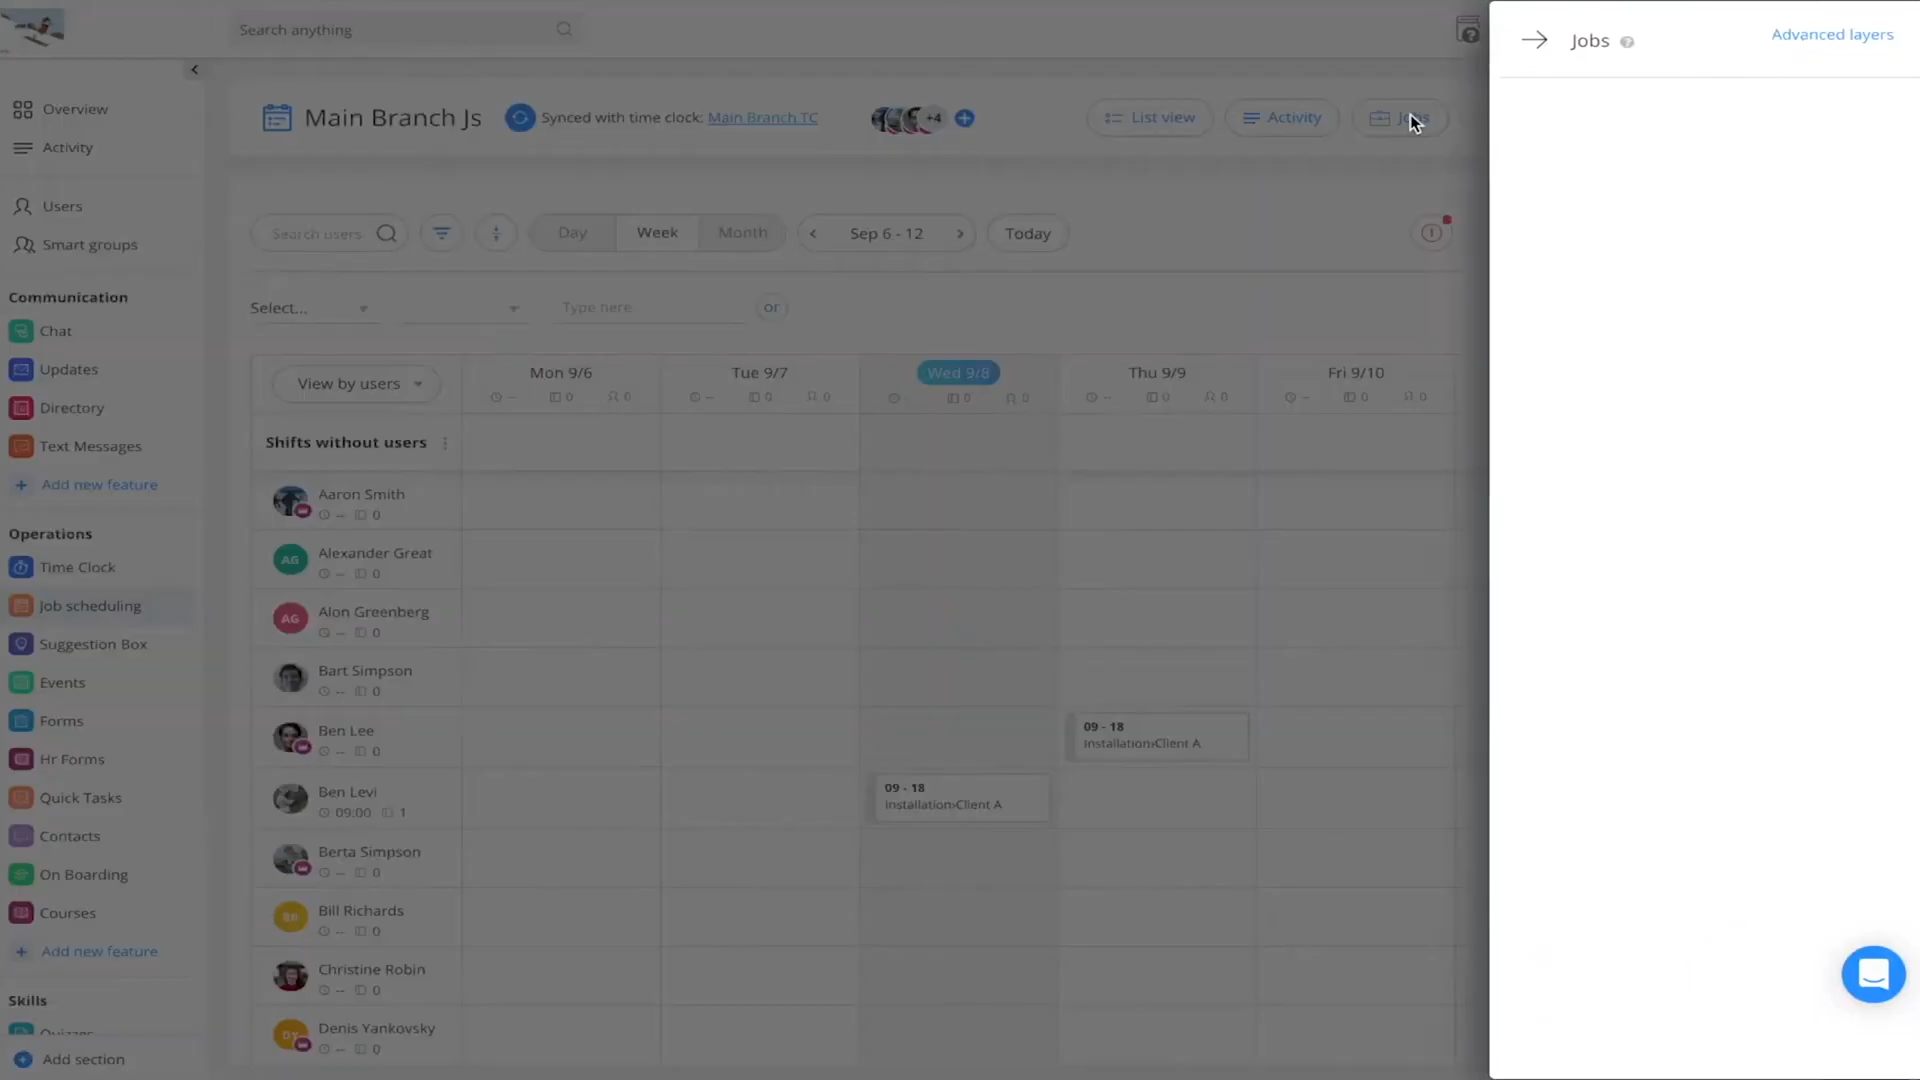 Search anything
Jobs
Advanced layers
Overview
Activity
Users
Smart groups
Communication
Chat
Updates
Directory
Text Messages
+ Add new feature
Operations
Time Clock
Job scheduling
Suggestion Box
Events
Forms
Hr Forms
Quick Tasks
Contacts
On Boarding
Courses
+ Add new feature
Skills
Quizzes
Add section
Main Branch Js
Synced with time clock: Main Branch TC
+4
List view
Activity
Jobs
Search users
Day
Week
Month
< Sep 6 - 12 >
Today
Select...
Type here
or
View by users
Mon 9/6
-- 0 0
Tue 9/7
-- 0 0
Wed 9/8
0 0
Thu 9/9
-- 0 0
Fri 9/10
-- 0 0
Shifts without users
Aaron Smith
-- 0
AG
Alexander Great
-- 0
AG
Alon Greenberg
-- 0
Bart Simpson
-- 0
Ben Lee
-- 0
09 - 18
Installation›Client A
Ben Levi
09:00 1
09 - 18
Installation›Client A
Berta Simpson
-- 0
BR
Bill Richards
-- 0
Christine Robin
-- 0
DY
Denis Yankovsky
-- 0